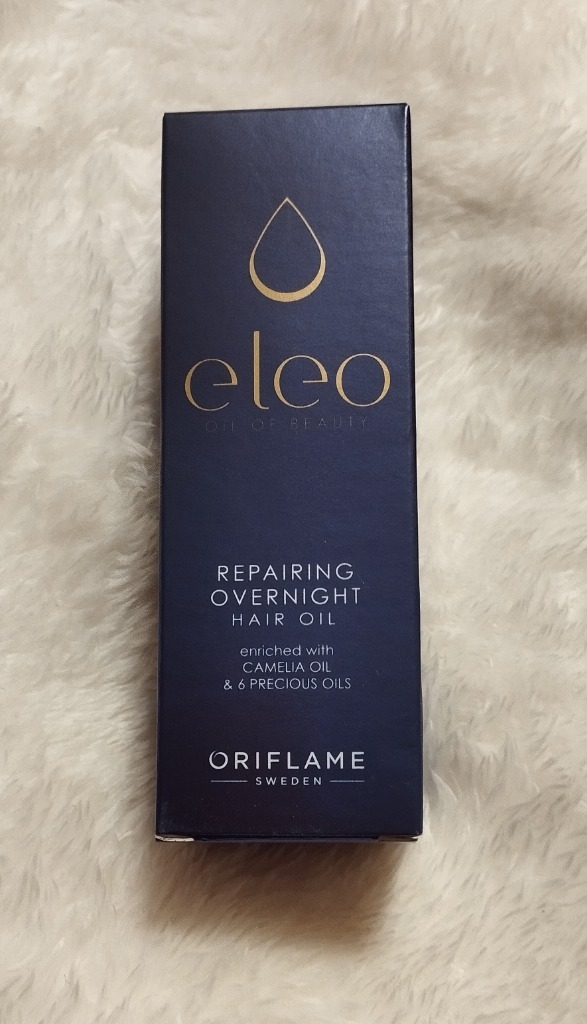 eleo
OIL OF BEAUTY
REPAIRING
OVERNIGHT
HAIR OIL
enriched with
CAMELIA OIL
& 6 PRECIOUS OILS
ORIFLAME
SWEDEN